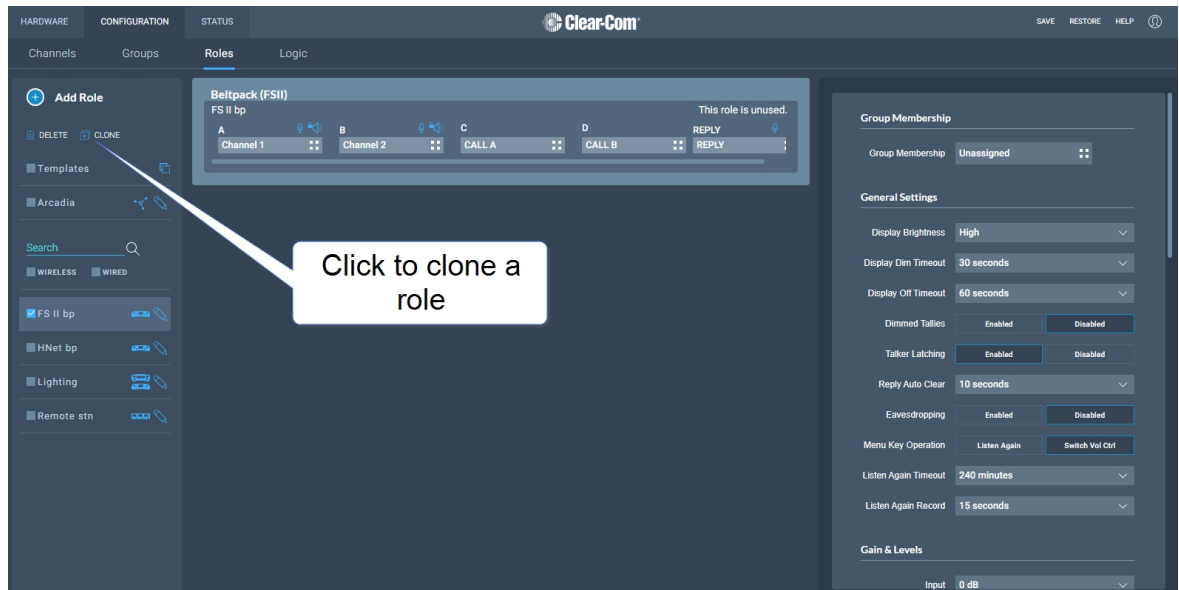 HARDWARE CONFIGURATION STATUS Clear-Com SAVE RESTORE HELP
Channels Groups Roles Logic
Add Role
DELETE CLONE
Templates
Arcadia
Search
WIRELESS WIRED
FS II bp
HNet bp
Lighting
Remote stn
Beltpack (FSII)
FS II bp This role is unused.
A B C D REPLY
Channel 1 Channel 2 CALL A CALL B REPLY
Click to clone a
role
Group Membership
Group Membership Unassigned
General Settings
Display Brightness High
Display Dim Timeout 30 seconds
Display Off Timeout 60 seconds
Dimmed Tallies Enabled Disabled
Talker Latching Enabled Disabled
Reply Auto Clear 10 seconds
Eavesdropping Enabled Disabled
Menu Key Operation Listen Again Switch Vol Ctrl
Listen Again Timeout 240 minutes
Listen Again Record 15 seconds
Gain & Levels
Input 0 dB